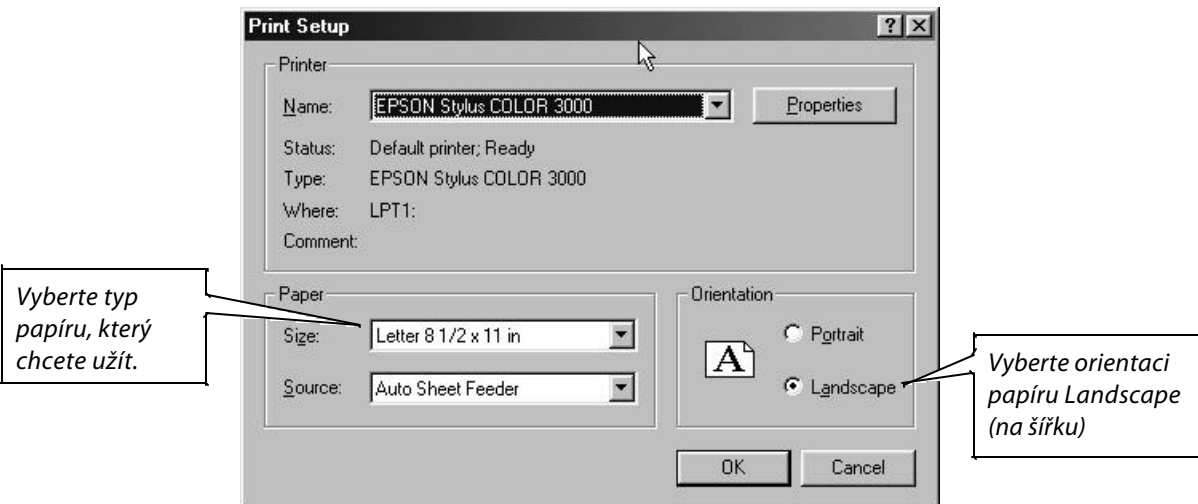 Print Setup
Printer
Name: EPSON Stylus COLOR 3000 Properties
Status: Default printer; Ready
Type: EPSON Stylus COLOR 3000
Where: LPT1:
Comment:
Vyberte typ
papíru, který
chcete užít.
Paper
Size: Letter 8 1/2 x 11 in
Source: Auto Sheet Feeder
Orientation
A
Portrait
Landscape
Vyberte orientaci
papíru Landscape
(na šířku)
OK Cancel